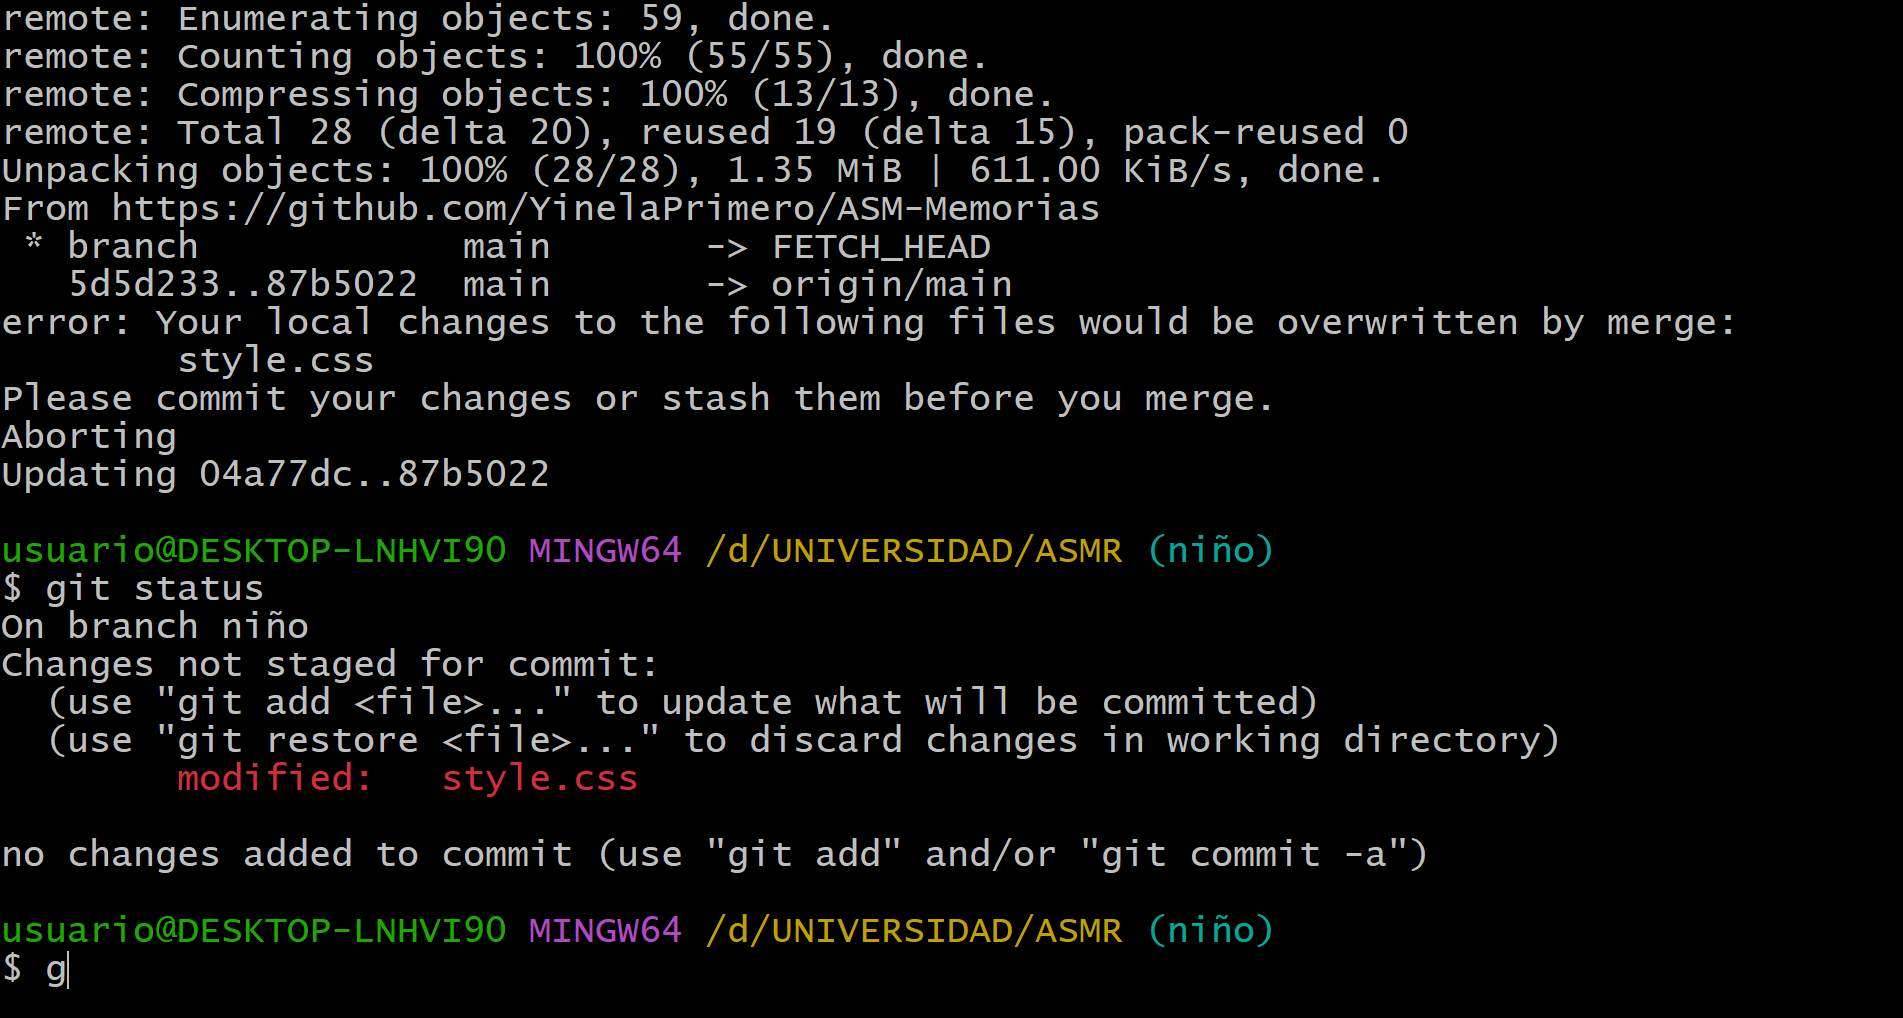 remote: Enumerating objects: 59, done.
remote: Counting objects: 100% (55/55), done.
remote: Compressing objects: 100% (13/13), done.
remote: Total 28 (delta 20), reused 19 (delta 15), pack-reused 0
Unpacking objects: 100% (28/28), 1.35 MiB | 611.00 KiB/s, done.
From https://github.com/YinelaPrimero/ASM-Memorias
 * branch            main       -> FETCH_HEAD
   5d5d233..87b5022  main       -> origin/main
error: Your local changes to the following files would be overwritten by merge:
        style.css
Please commit your changes or stash them before you merge.
Aborting
Updating 04a77dc..87b5022

usuario@DESKTOP-LNHVI90 MINGW64 /d/UNIVERSIDAD/ASMR (niño)
$ git status
On branch niño
Changes not staged for commit:
  (use "git add <file>..." to update what will be committed)
  (use "git restore <file>..." to discard changes in working directory)
        modified:   style.css

no changes added to commit (use "git add" and/or "git commit -a")

usuario@DESKTOP-LNHVI90 MINGW64 /d/UNIVERSIDAD/ASMR (niño)
$ g